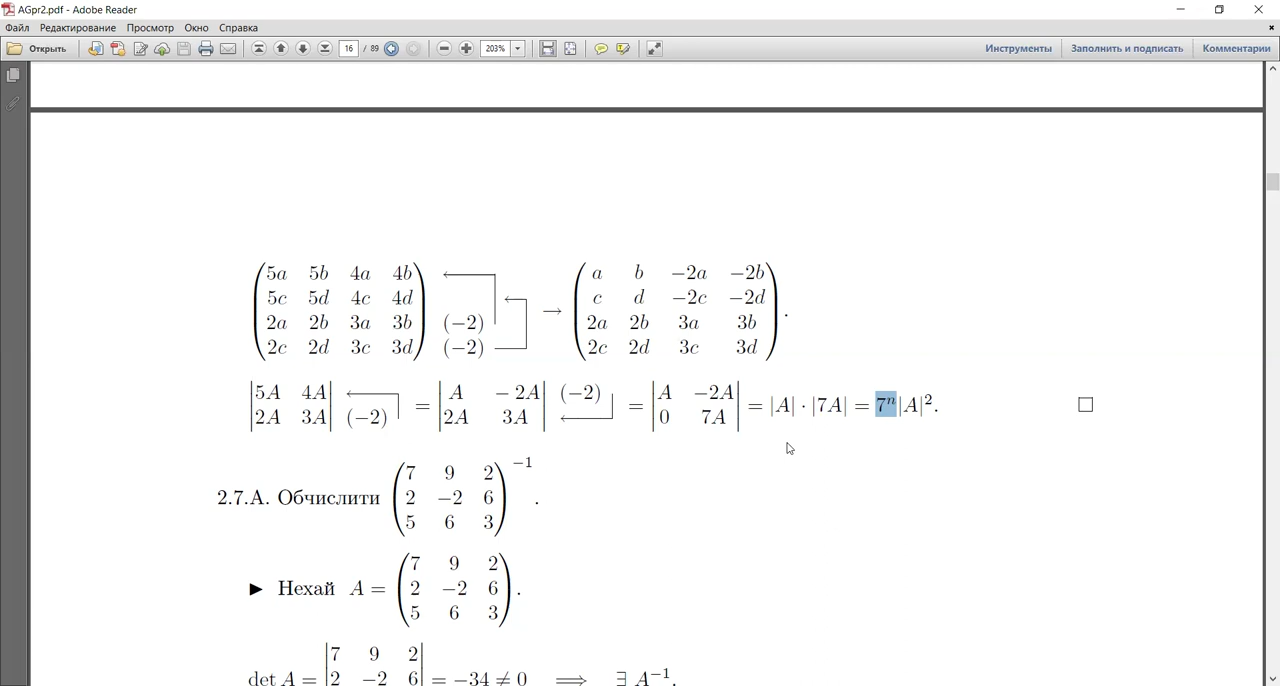 AGpr2.pdf - Adobe Reader
Файл Редактирование Просмотр Окно Справка
Открыть 16 / 89 203% Инструменты Заполнить и подписать Комментарии
5a 5b 4a 4b a b −2a −2b
5c 5d 4c 4d c d −2c −2d
2a 2b 3a 3b (−2) → 2a 2b 3a 3b .
2c 2d 3c 3d (−2) 2c 2d 3c 3d
|5A 4A| |A − 2A| (−2) |A −2A|
|2A 3A| (−2) = |2A 3A| = |0 7A| = |A| · |7A| = 7ⁿ|A|². □
7 9 2 −1
2.7.A. Обчислити 2 −2 6 .
5 6 3
7 9 2
► Нехай A = 2 −2 6 .
5 6 3
7 9 2
det A = 2 −2 6 = −34 ≠ 0 ⟹ ∃ A⁻¹.